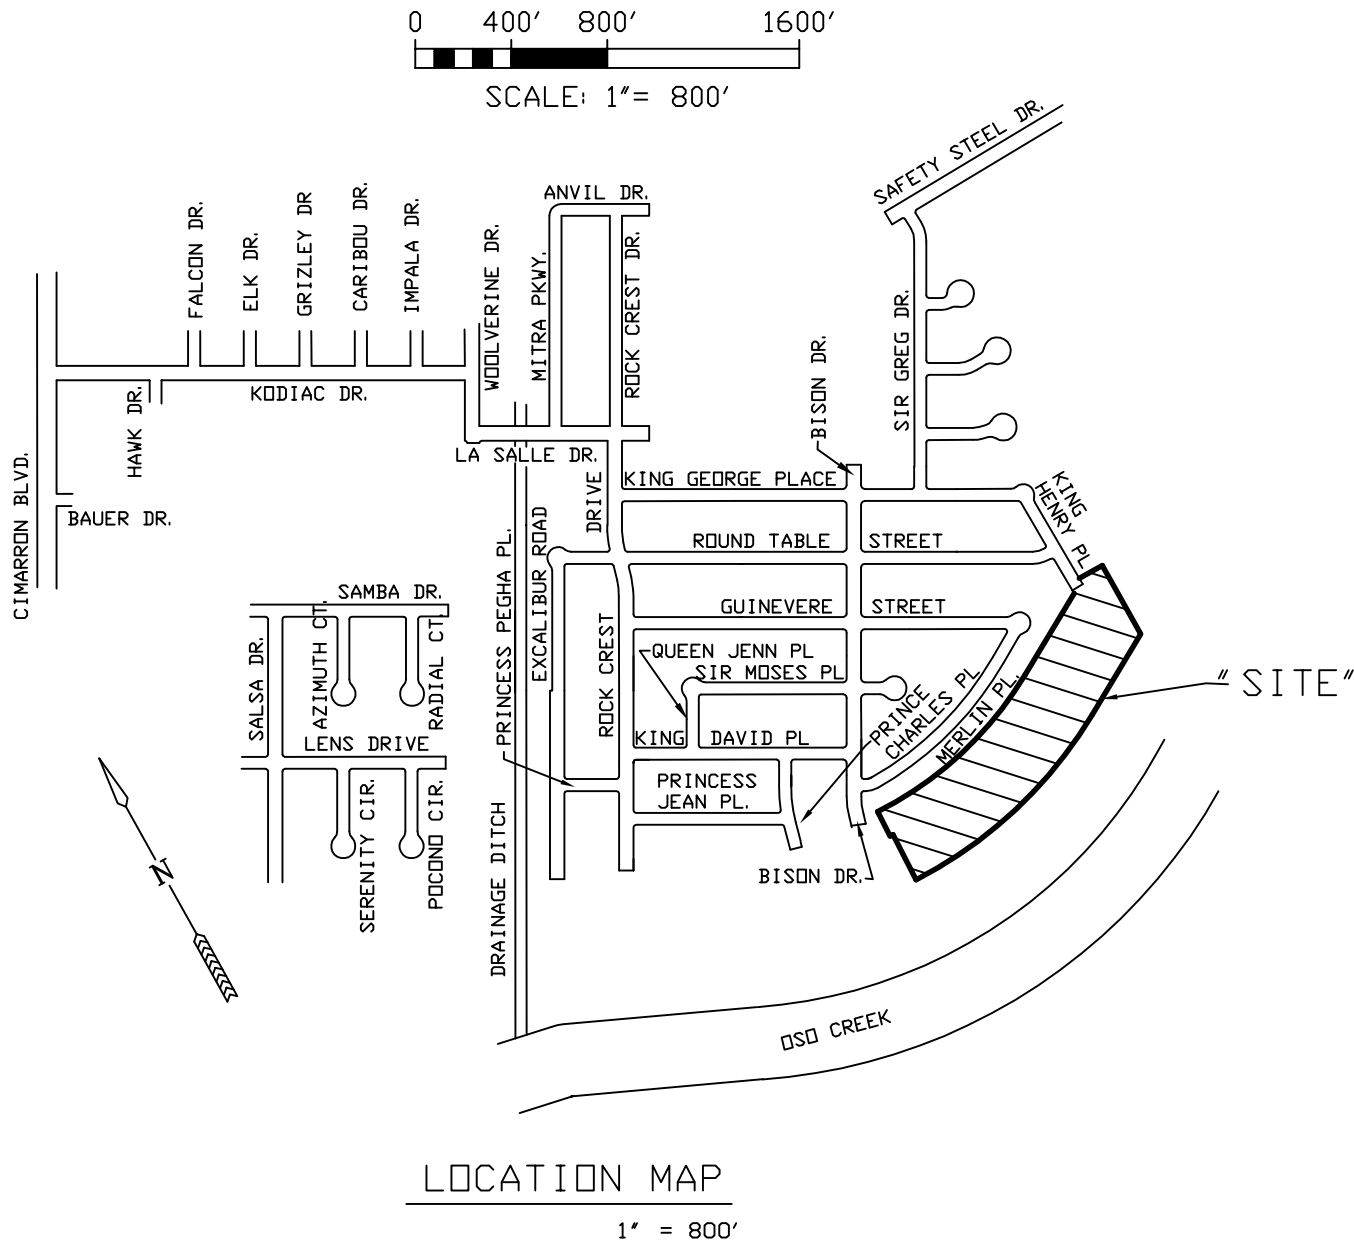 0 400' 800' 1600'
SCALE: 1"= 800'
SAFETY STEEL DR.
ANVIL DR.
FALCON DR.
ELK DR.
GRIZLEY DR
CARIBOU DR.
IMPALA DR.
WOOLVERINE DR.
MITRA PKWY.
ROCK CREST DR.
SIR GREG DR.
BISON DR.
KODIAC DR.
HAWK DR.
CIMARRON BLVD.
BAUER DR.
LA SALLE DR.
KING GEORGE PLACE
KING
HENRY PL
DRIVE
ROUND TABLE STREET
PRINCESS PEGHA PL.
EXCALIBUR ROAD
GUINEVERE STREET
SAMBA DR.
SALSA DR.
AZIMUTH CT.
RADIAL CT.
ROCK CREST
QUEEN JENN PL
SIR MOSES PL
PRINCE
CHARLES PL
MERLIN PL.
"SITE"
LENS DRIVE
KING DAVID PL
PRINCESS
JEAN PL.
SERENITY CIR.
POCONO CIR.
DRAINAGE DITCH
BISON DR.
N
OSO CREEK
LOCATION MAP
1" = 800'